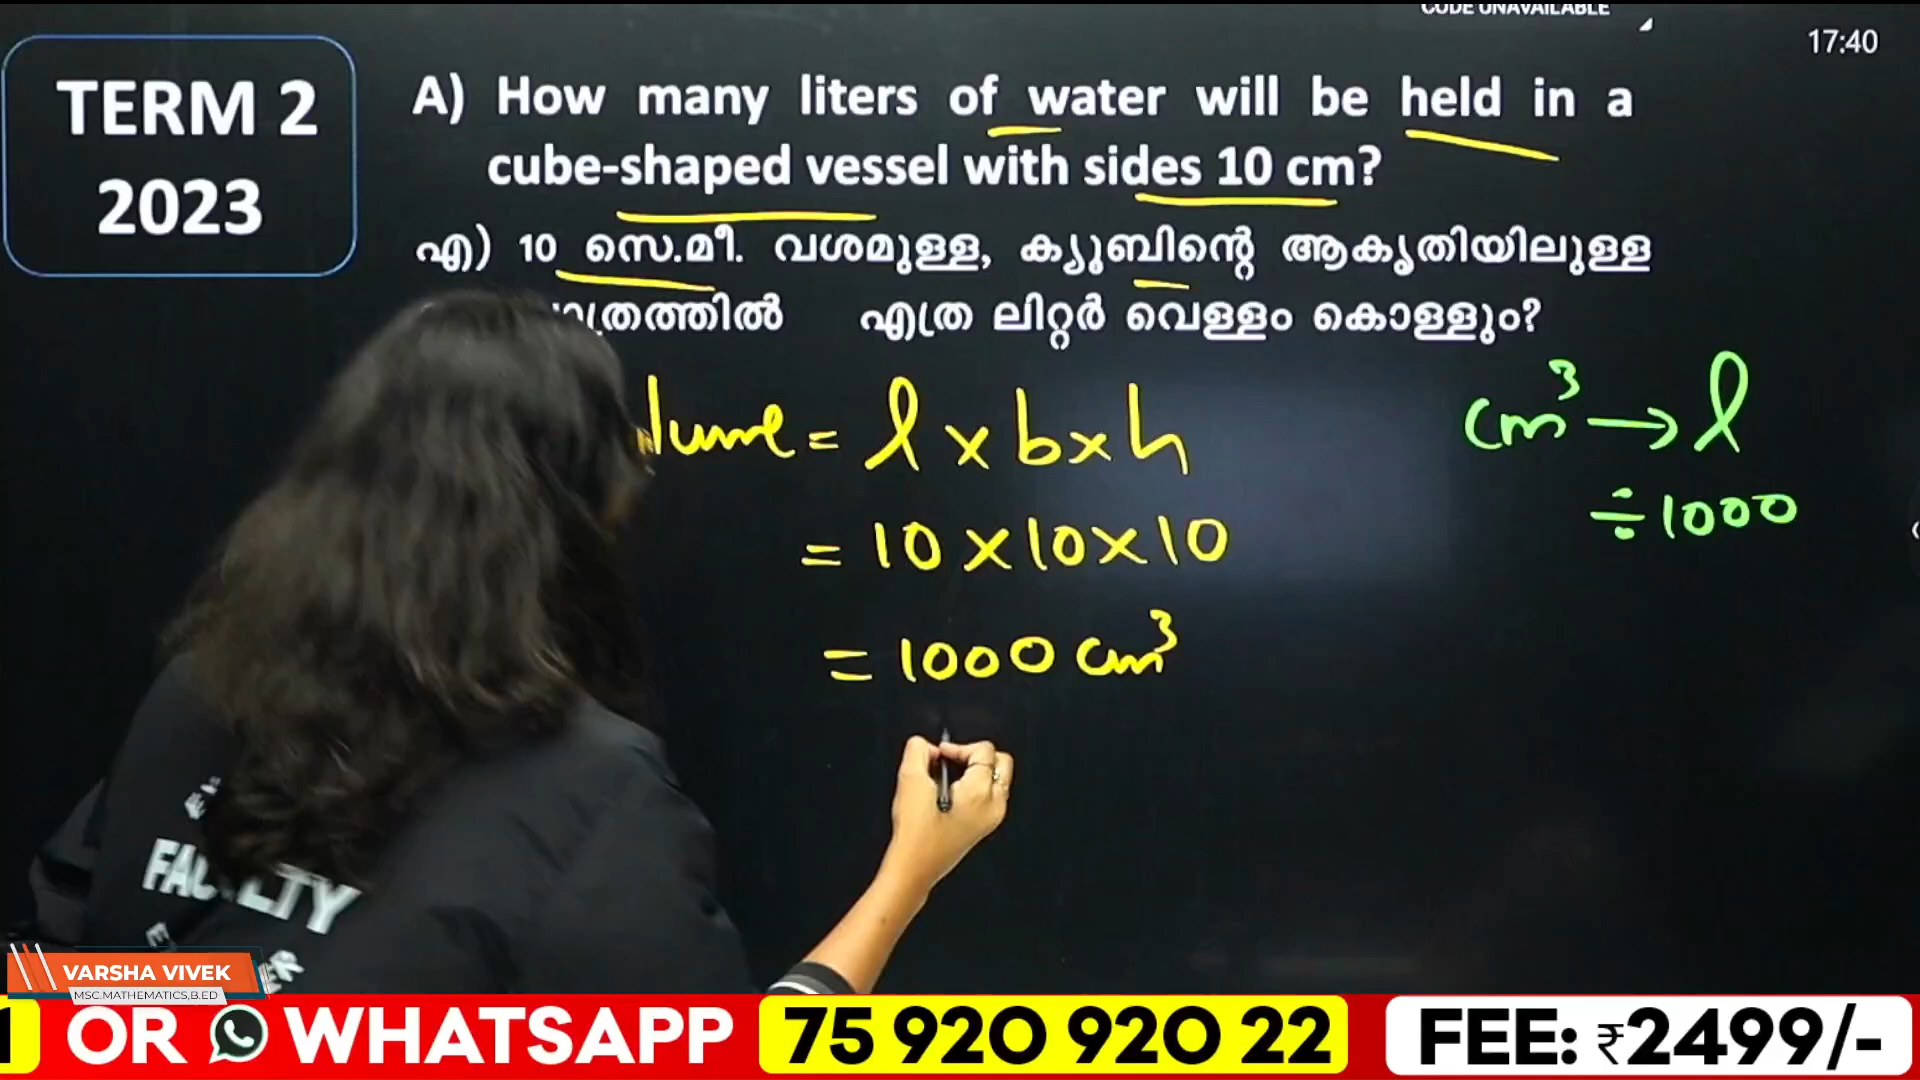 CODE UNAVAILABLE
17:40
TERM 2
2023
A) How many liters of water will be held in a
cube-shaped vessel with sides 10 cm?
എ) 10 സെ.മീ. വശമുള്ള, ക്യൂബിന്റെ ആകൃതിയിലുള്ള
എത്ര ലിറ്റർ വെള്ളം കൊള്ളും?
= l x b x h
= 10 x 10 x 10
= 1000 cm³
cm³ → l
÷ 1000
VARSHA VIVEK
MSC.MATHEMATICS,B.ED
OR WHATSAPP 75 920 920 22 FEE: ₹2499/-